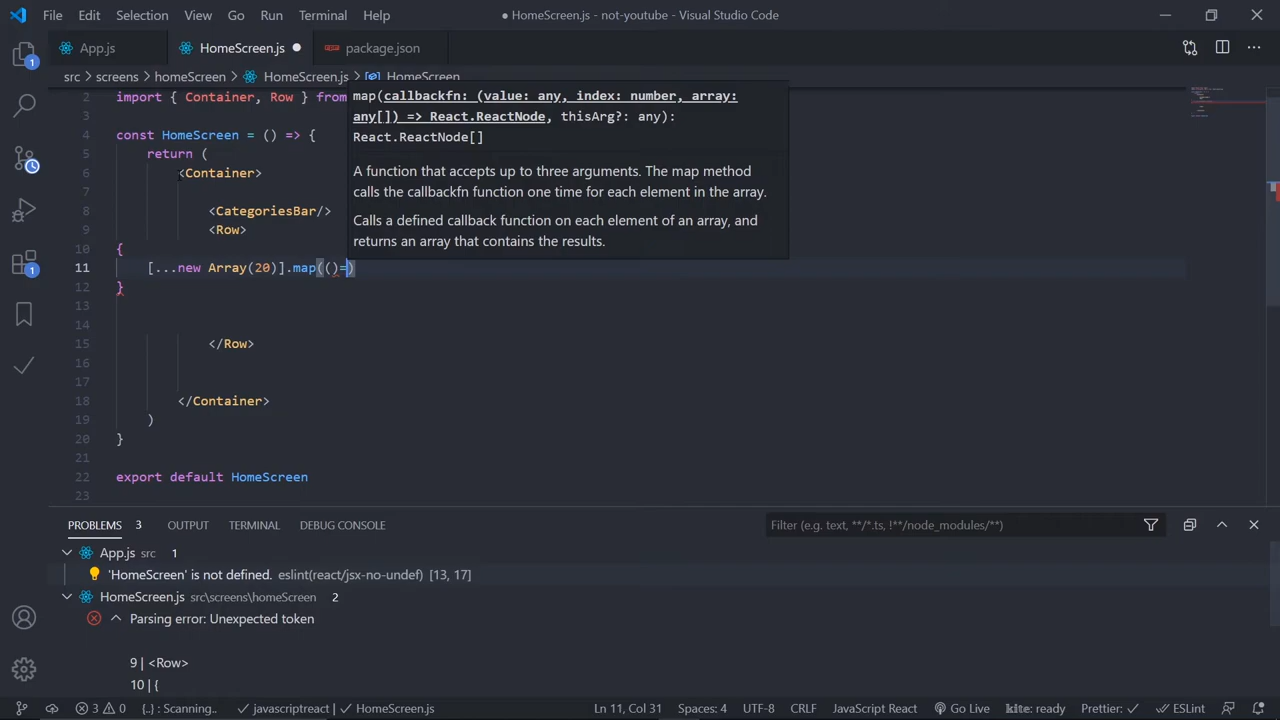 File Edit Selection View Go Run Terminal Help ● HomeScreen.js - not-youtube - Visual Studio Code
App.js HomeScreen.js ● package.json
src > screens > homeScreen > HomeScreen.js > HomeScreen
2 import { Container, Row } from
3
4 const HomeScreen = () => {
5 return (
6 <Container>
7
8 <CategoriesBar/>
9 <Row>
10 {
11 [...new Array(20)].map(()=)
12 }
13
14
15 </Row>
16
17
18 </Container>
19 )
20 }
21
22 export default HomeScreen
23
map(callbackfn: (value: any, index: number, array:
any[]) => React.ReactNode, thisArg?: any):
React.ReactNode[]
A function that accepts up to three arguments. The map method
calls the callbackfn function one time for each element in the array.
Calls a defined callback function on each element of an array, and
returns an array that contains the results.
1
1
PROBLEMS 3 OUTPUT TERMINAL DEBUG CONSOLE Filter (e.g. text, **/*.ts, !**/node_modules/**)
App.js src 1
'HomeScreen' is not defined. eslint(react/jsx-no-undef) [13, 17]
HomeScreen.js src\screens\homeScreen 2
Parsing error: Unexpected token
9 | <Row>
10 | {
3 0 {..} : Scanning.. javascriptreact HomeScreen.js Ln 11, Col 31 Spaces: 4 UTF-8 CRLF JavaScript React Go Live kite: ready Prettier: ESLint